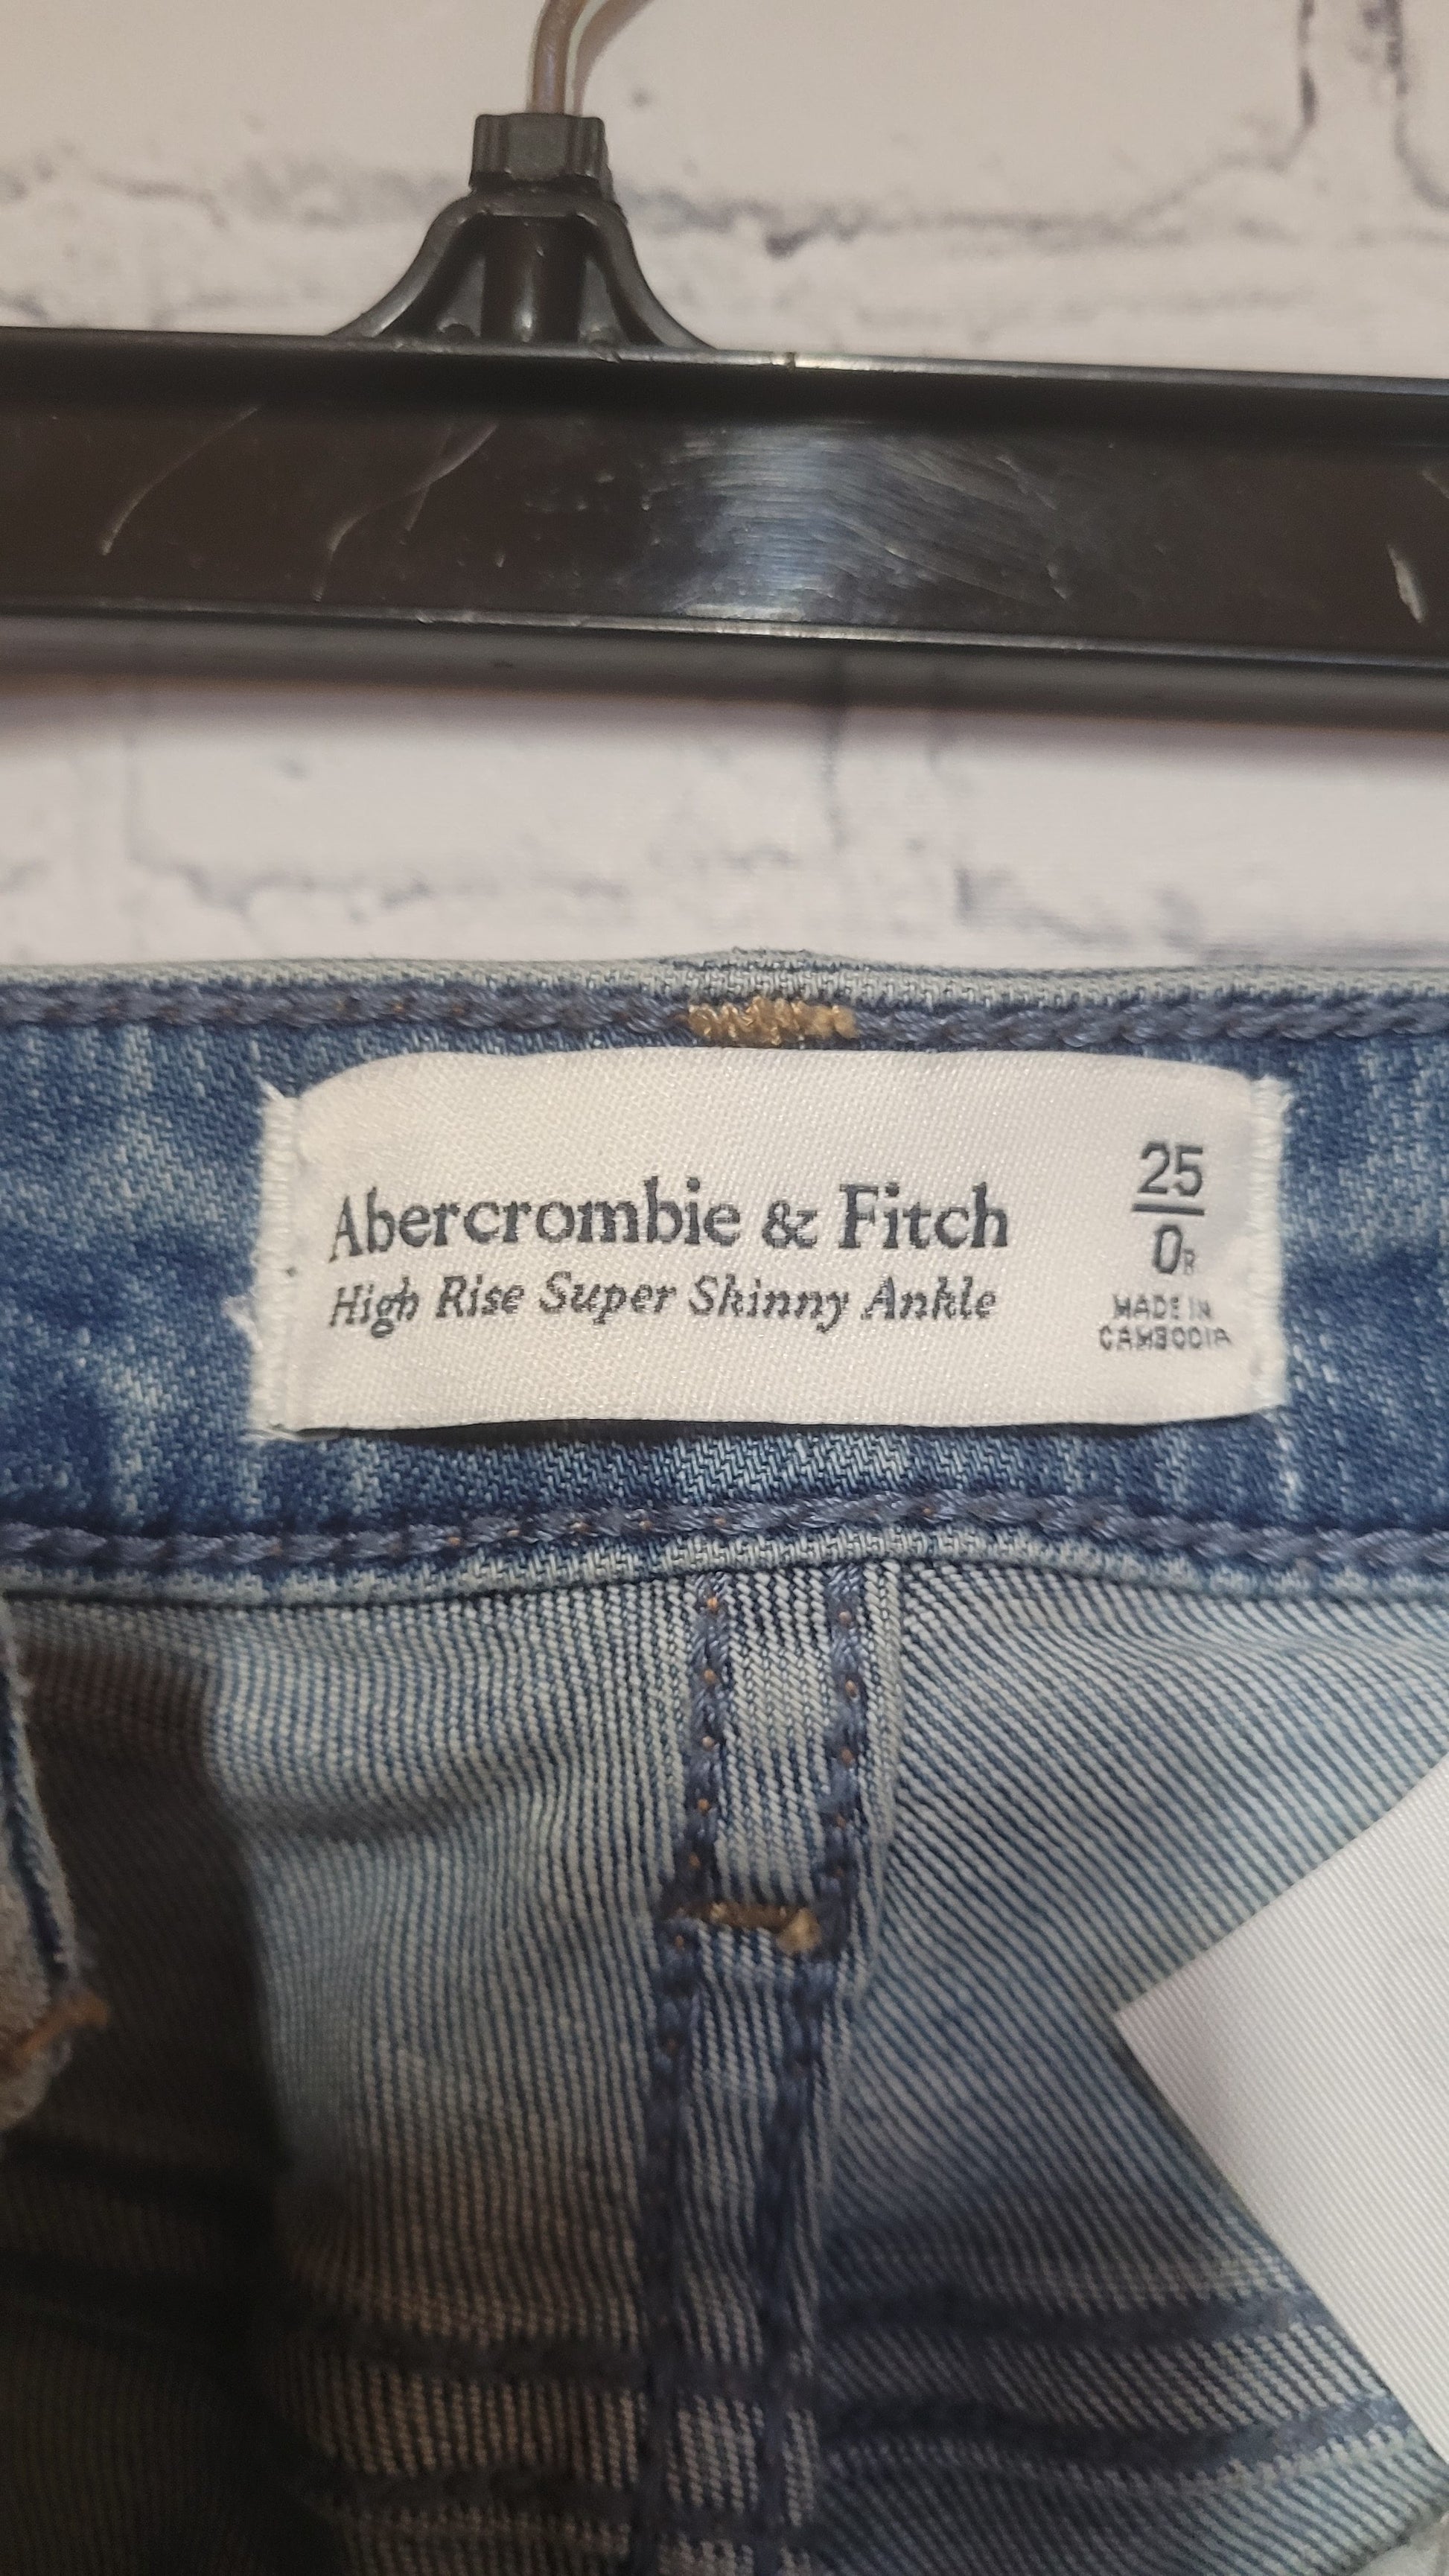 Abercrombie & Fitch
High Rise Super Skinny Ankle
25
0R
MADE IN
CAMBODIA